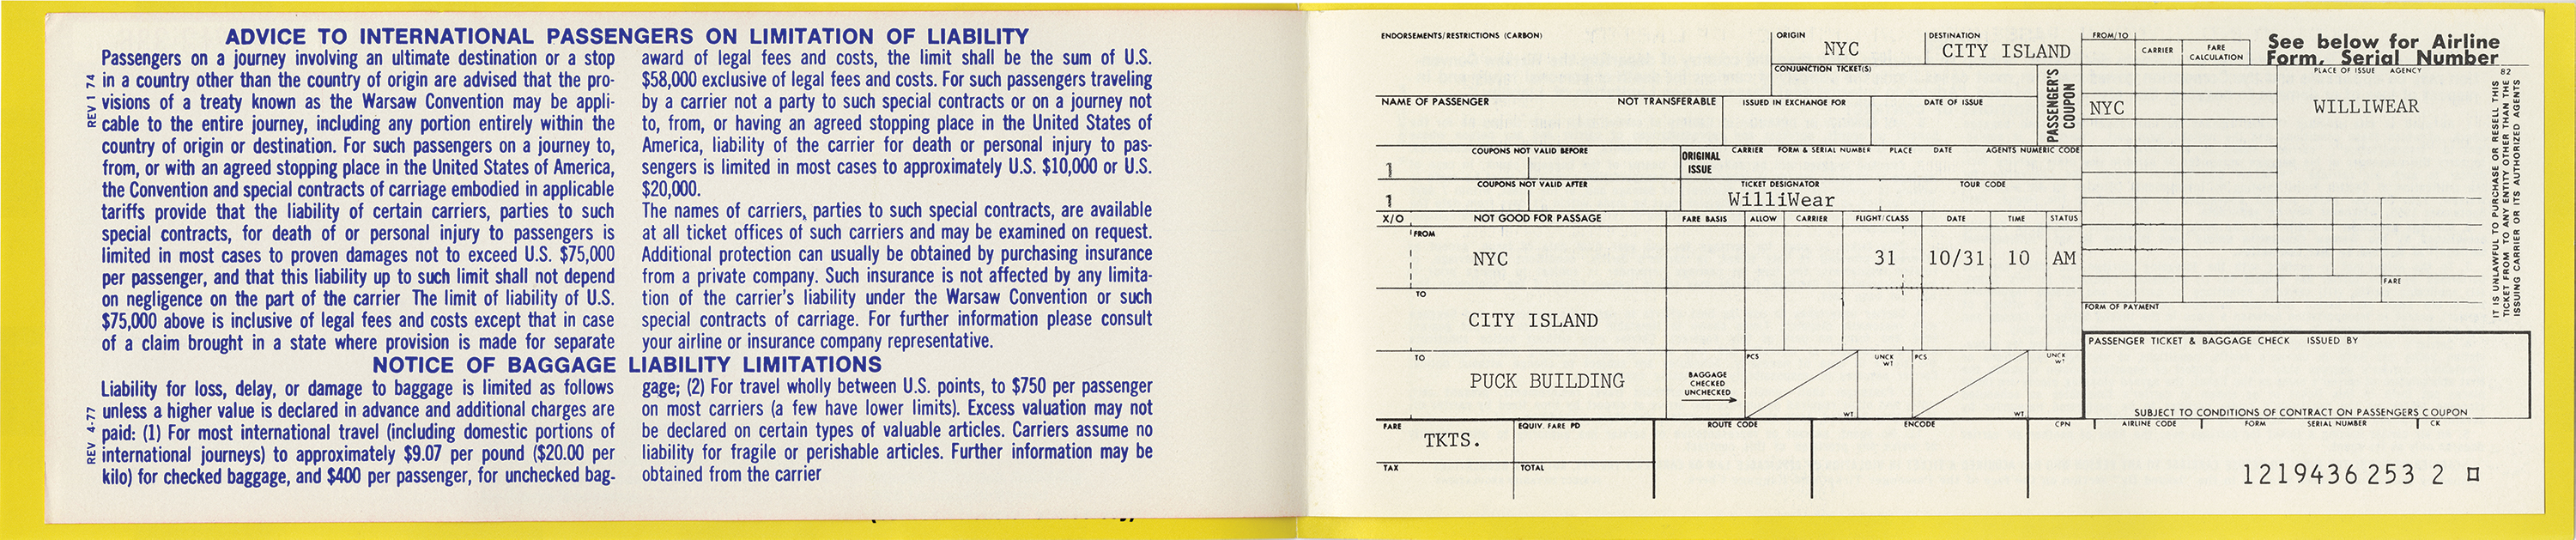 ADVICE TO INTERNATIONAL PASSENGERS ON LIMITATION OF LIABILITY
Passengers on a journey involving an ultimate destination or a stop
in a country other than the country of origin are advised that the pro-
visions of a treaty known as the Warsaw Convention may be appli-
cable to the entire journey, including any portion entirely within the
country of origin or destination. For such passengers on a journey to,
from, or with an agreed stopping place in the United States of America,
the Convention and special contracts of carriage embodied in applicable
tariffs provide that the liability of certain carriers, parties to such
special contracts, for death of or personal injury to passengers is
limited in most cases to proven damages not to exceed U.S. $75,000
per passenger, and that this liability up to such limit shall not depend
on negligence on the part of the carrier The limit of liability of U.S.
$75,000 above is inclusive of legal fees and costs except that in case
of a claim brought in a state where provision is made for separate
award of legal fees and costs, the limit shall be the sum of U.S.
$58,000 exclusive of legal fees and costs. For such passengers traveling
by a carrier not a party to such special contracts or on a journey not
to, from, or having an agreed stopping place in the United States of
America, liability of the carrier for death or personal injury to pas-
sengers is limited in most cases to approximately U.S. $10,000 or U.S.
$20,000.
The names of carriers, parties to such special contracts, are available
at all ticket offices of such carriers and may be examined on request.
Additional protection can usually be obtained by purchasing insurance
from a private company. Such insurance is not affected by any limita-
tion of the carrier's liability under the Warsaw Convention or such
special contracts of carriage. For further information please consult
your airline or insurance company representative.
REV 1 74
NOTICE OF BAGGAGE LIABILITY LIMITATIONS
Liability for loss, delay, or damage to baggage is limited as follows
unless a higher value is declared in advance and additional charges are
paid: (1) For most international travel (including domestic portions of
international journeys) to approximately $9.07 per pound ($20.00 per
kilo) for checked baggage, and $400 per passenger, for unchecked bag-
gage; (2) For travel wholly between U.S. points, to $750 per passenger
on most carriers (a few have lower limits). Excess valuation may not
be declared on certain types of valuable articles. Carriers assume no
liability for fragile or perishable articles. Further information may be
obtained from the carrier
REV 4-77
ENDORSEMENTS/RESTRICTIONS (CARBON)
ORIGIN
NYC
DESTINATION
CITY ISLAND
CONJUNCTION TICKET(S)
NAME OF PASSENGER NOT TRANSFERABLE
ISSUED IN EXCHANGE FOR
DATE OF ISSUE
PASSENGER'S
COUPON
COUPONS NOT VALID BEFORE
1
ORIGINAL
ISSUE
CARRIER FORM & SERIAL NUMBER PLACE DATE AGENTS NUMERIC CODE
COUPONS NOT VALID AFTER
1
TICKET DESIGNATOR
TOUR CODE
WilliWear
X/O NOT GOOD FOR PASSAGE FARE BASIS ALLOW CARRIER FLIGHT/CLASS DATE TIME STATUS
FROM
NYC 31 10/31 10 AM
TO
CITY ISLAND
TO
PUCK BUILDING
BAGGAGE
CHECKED
UNCHECKED
PCS WT UNCK WT PCS WT UNCK WT
FARE
TKTS.
EQUIV. FARE PD
ROUTE CODE
ENCODE
TAX
TOTAL
FROM/TO
CARRIER
FARE
CALCULATION
NYC
See below for Airline
Form, Serial Number
PLACE OF ISSUE AGENCY
82
WILLIWEAR
IT IS UNLAWFUL TO PURCHASE OR RESELL THIS
TICKET FROM/TO ANY ENTITY OTHER THAN THE
ISSUING CARRIER OR ITS AUTHORIZED AGENTS
FARE
FORM OF PAYMENT
PASSENGER TICKET & BAGGAGE CHECK ISSUED BY
SUBJECT TO CONDITIONS OF CONTRACT ON PASSENGERS COUPON
CPN AIRLINE CODE FORM SERIAL NUMBER CK
1219436 253 2